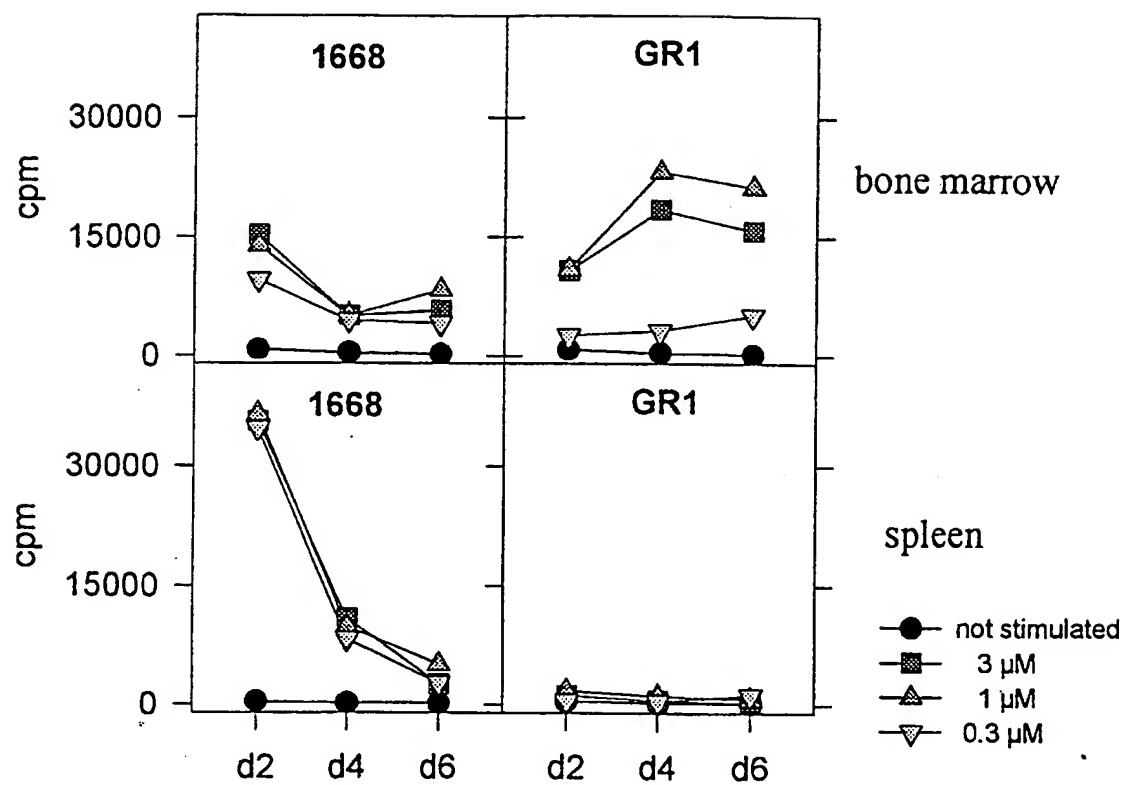 1668
GR1
30000
cpm
bone marrow
15000
0
1668
GR1
30000
cpm
spleen
15000
not stimulated
3 µM
1 µM
0
0.3 µM
d2 d4 d6 d2 d4 d6